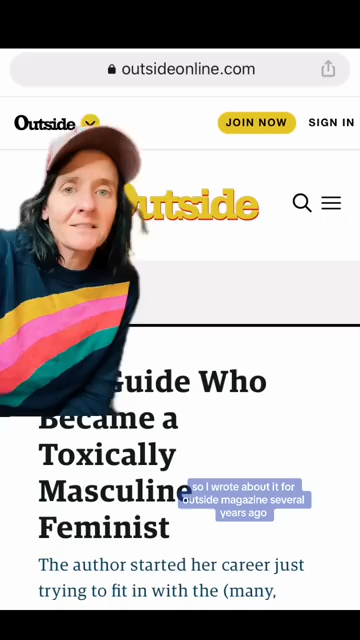 outsideonline.com
Outside
JOIN NOW
SIGN IN
Outside
Guide Who
Became a
Toxically
Masculine
Feminist
so I wrote about it for
outside magazine several
years ago
The author started her career just
trying to fit in with the (many,